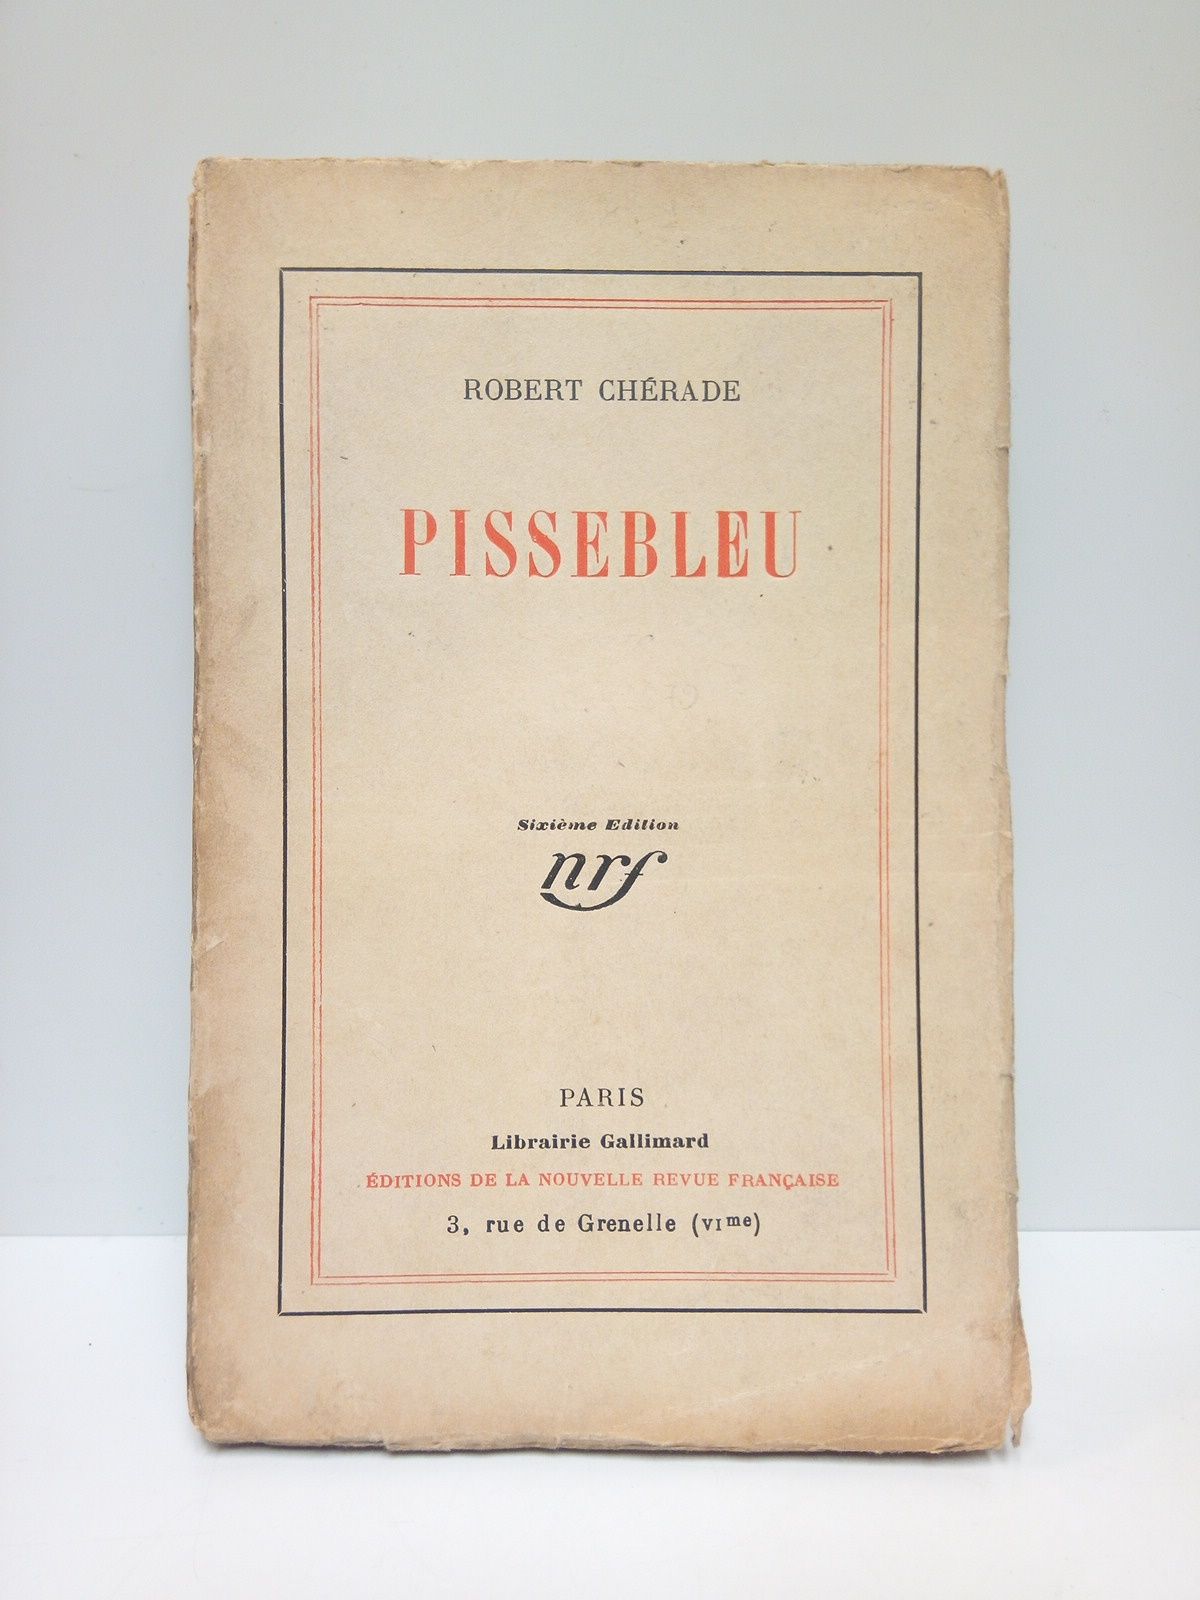 ROBERT CHÉRADE
PISSEBLEU
Sixième Edition
nrf
PARIS
Librairie Gallimard
ÉDITIONS DE LA NOUVELLE REVUE FRANÇAISE
3, rue de Grenelle (VIme)